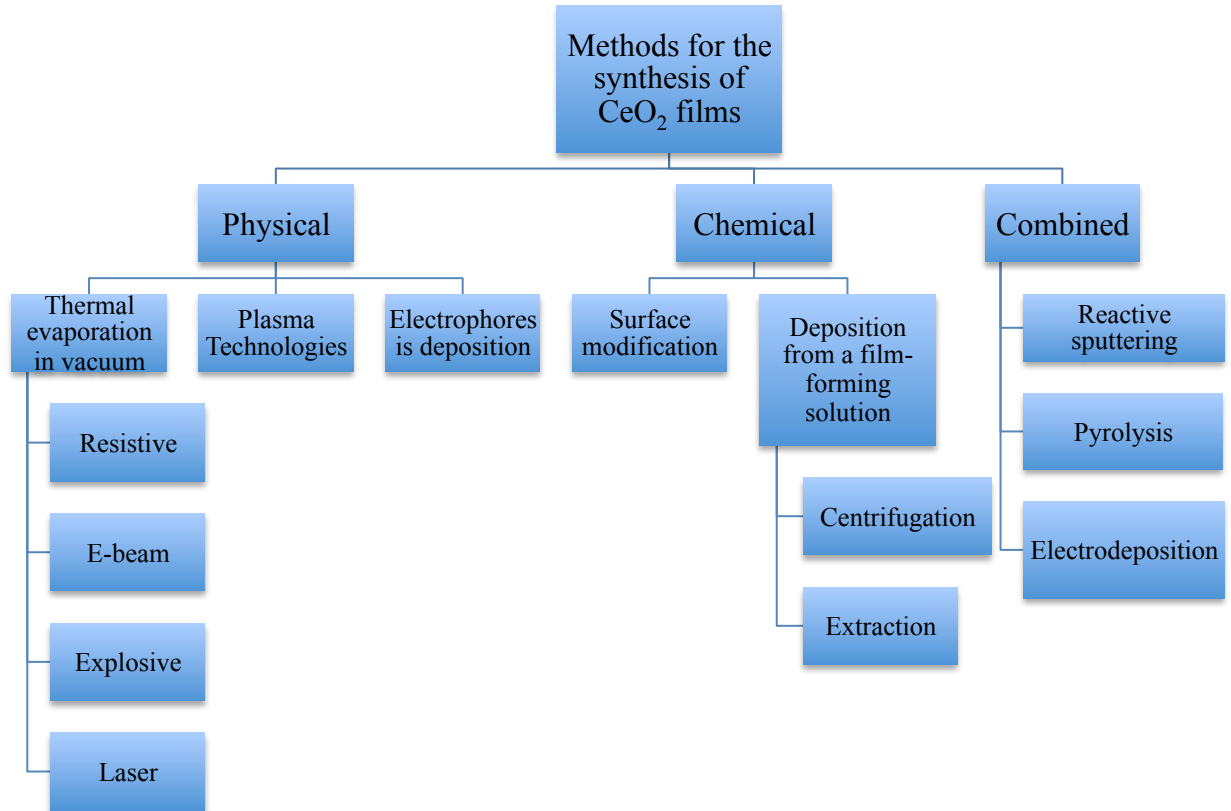 Methods for the
synthesis of
CeO₂ films
Physical
Chemical
Combined
Thermal
evaporation
in vacuum
Plasma
Technologies
Electrophores
is deposition
Surface
modification
Deposition
from a film-
forming
solution
Reactive
sputtering
Resistive
Pyrolysis
Centrifugation
E-beam
Electrodeposition
Extraction
Explosive
Laser